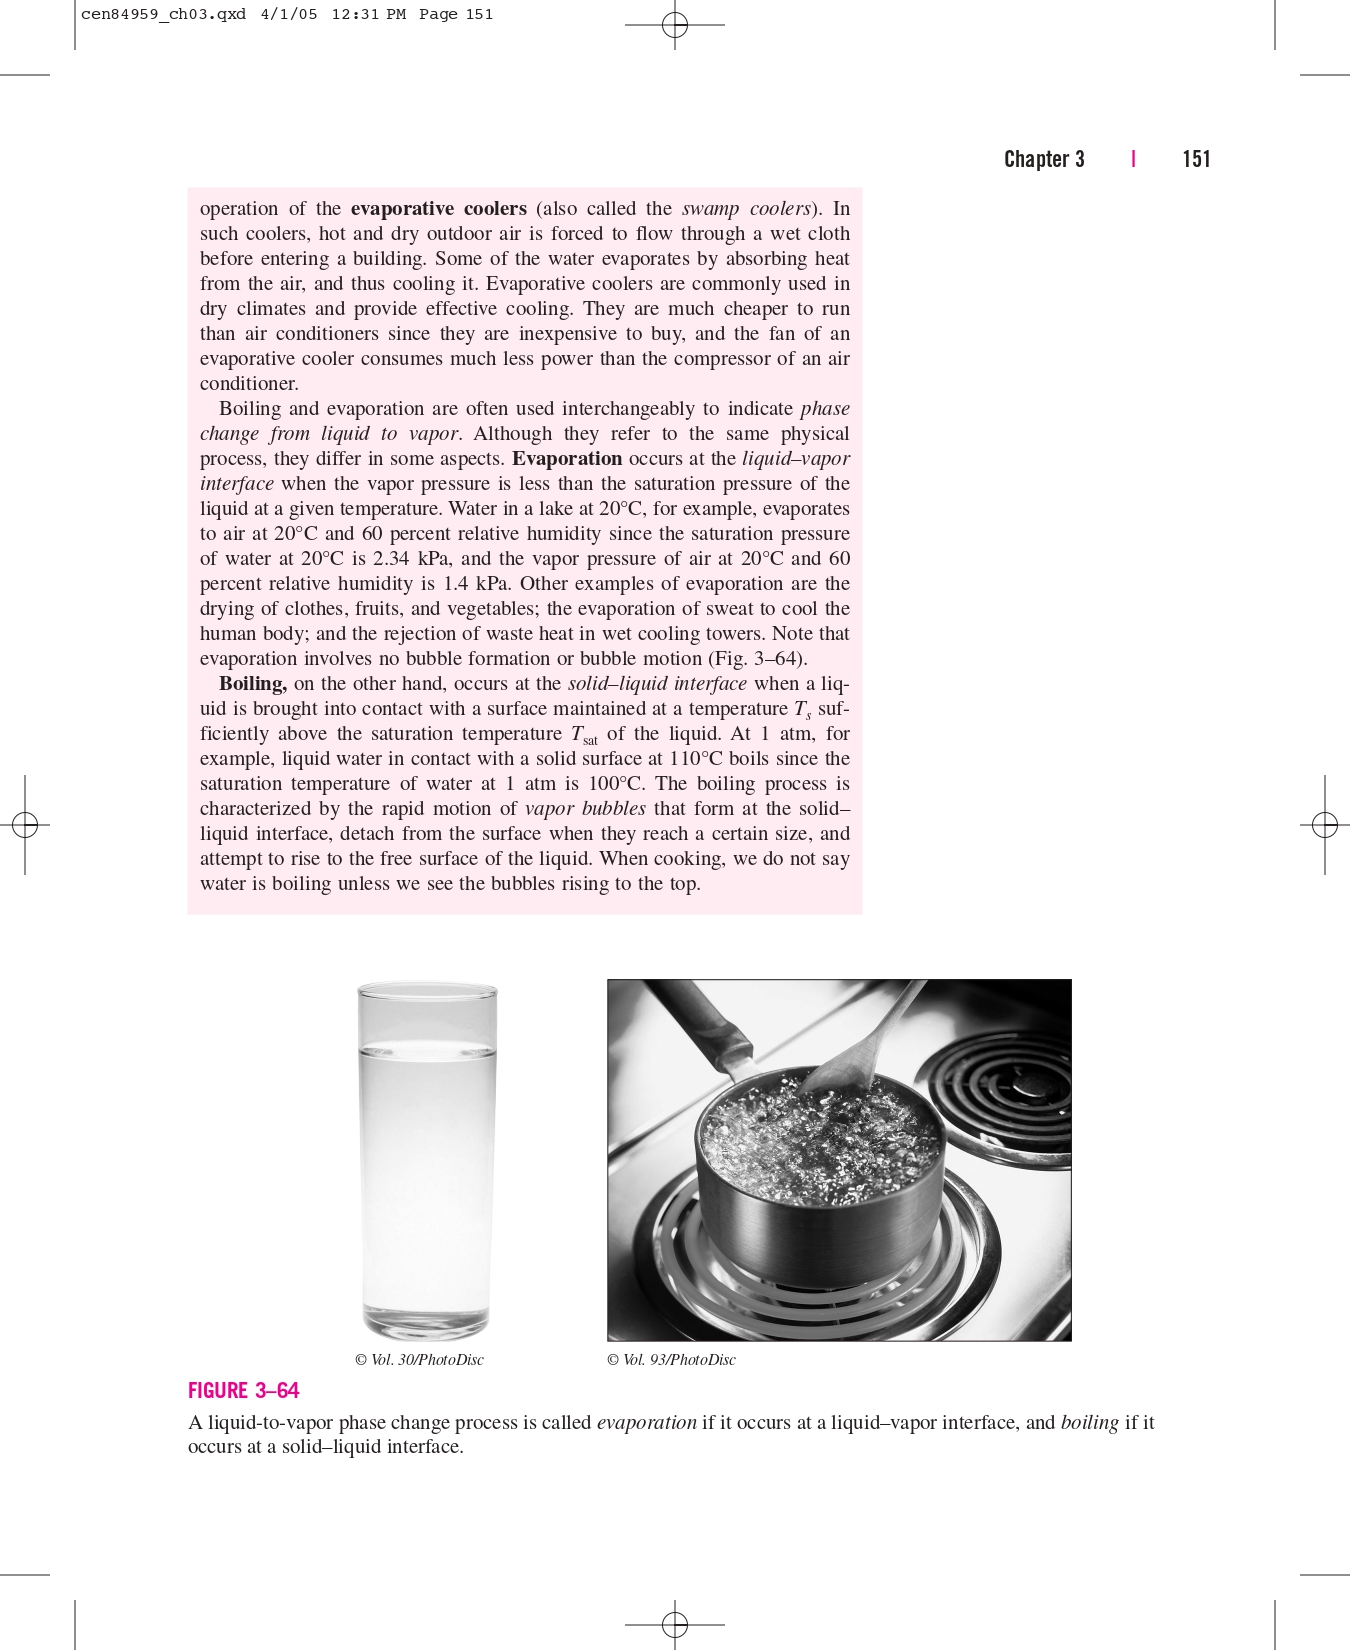 cen84959_ch03.qxd 4/1/05 12:31 PM Page 151
Chapter 3 | 151
operation of the evaporative coolers (also called the swamp coolers). In
such coolers, hot and dry outdoor air is forced to flow through a wet cloth
before entering a building. Some of the water evaporates by absorbing heat
from the air, and thus cooling it. Evaporative coolers are commonly used in
dry climates and provide effective cooling. They are much cheaper to run
than air conditioners since they are inexpensive to buy, and the fan of an
evaporative cooler consumes much less power than the compressor of an air
conditioner.
Boiling and evaporation are often used interchangeably to indicate phase
change from liquid to vapor. Although they refer to the same physical
process, they differ in some aspects. Evaporation occurs at the liquid–vapor
interface when the vapor pressure is less than the saturation pressure of the
liquid at a given temperature. Water in a lake at 20°C, for example, evaporates
to air at 20°C and 60 percent relative humidity since the saturation pressure
of water at 20°C is 2.34 kPa, and the vapor pressure of air at 20°C and 60
percent relative humidity is 1.4 kPa. Other examples of evaporation are the
drying of clothes, fruits, and vegetables; the evaporation of sweat to cool the
human body; and the rejection of waste heat in wet cooling towers. Note that
evaporation involves no bubble formation or bubble motion (Fig. 3–64).
Boiling, on the other hand, occurs at the solid–liquid interface when a liq-
uid is brought into contact with a surface maintained at a temperature Ts suf-
ficiently above the saturation temperature Tsat of the liquid. At 1 atm, for
example, liquid water in contact with a solid surface at 110°C boils since the
saturation temperature of water at 1 atm is 100°C. The boiling process is
characterized by the rapid motion of vapor bubbles that form at the solid–
liquid interface, detach from the surface when they reach a certain size, and
attempt to rise to the free surface of the liquid. When cooking, we do not say
water is boiling unless we see the bubbles rising to the top.
© Vol. 30/PhotoDisc
© Vol. 93/PhotoDisc
FIGURE 3–64
A liquid-to-vapor phase change process is called evaporation if it occurs at a liquid–vapor interface, and boiling if it
occurs at a solid–liquid interface.